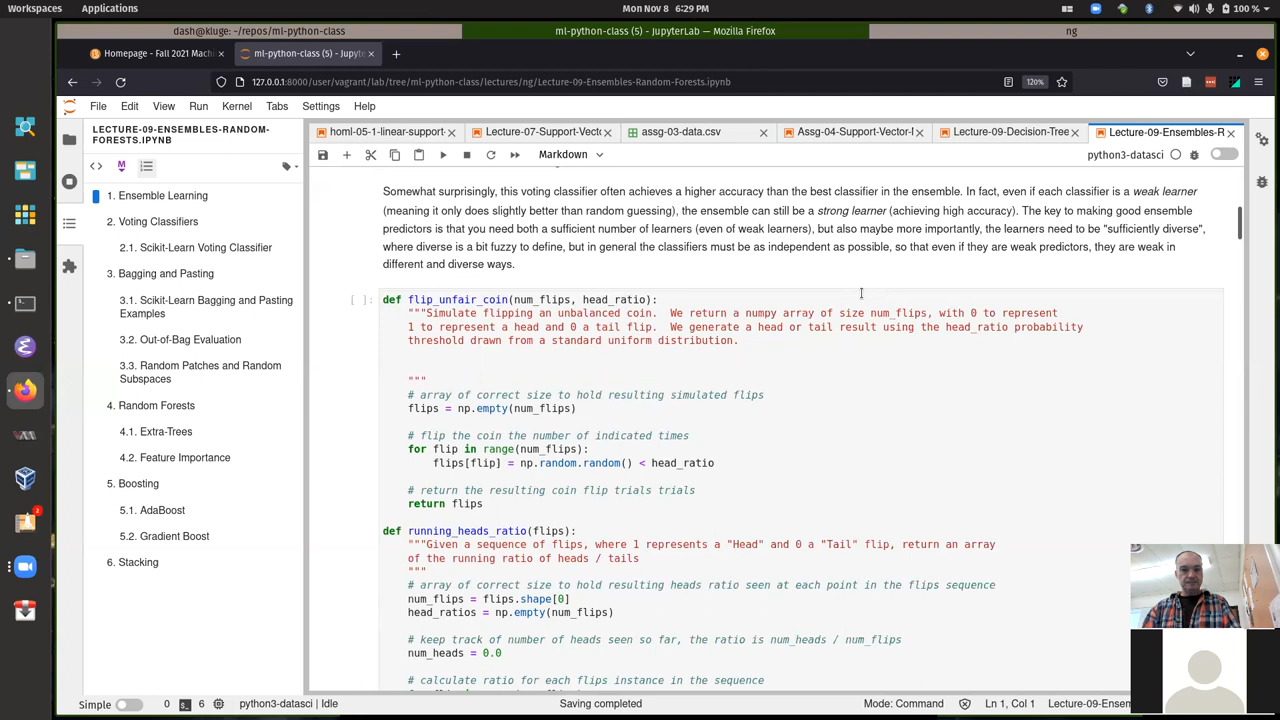 Workspaces Applications Mon Nov 8 6:29 PM 100 %
dash@kluge: ~/repos/ml-python-class ml-python-class (5) - JupyterLab — Mozilla Firefox ng
Homepage - Fall 2021 Mac ml-python-class (5) - Jupyt
127.0.0.1:8000/user/vagrant/lab/tree/ml-python-class/lectures/ng/Lecture-09-Ensembles-Random-Forests.ipynb 120%
File Edit View Run Kernel Tabs Settings Help
LECTURE-09-ENSEMBLES-RANDOM-
FORESTS.IPYNB
1. Ensemble Learning
2. Voting Classifiers
2.1. Scikit-Learn Voting Classifier
3. Bagging and Pasting
3.1. Scikit-Learn Bagging and Pasting
Examples
3.2. Out-of-Bag Evaluation
3.3. Random Patches and Random
Subspaces
4. Random Forests
4.1. Extra-Trees
4.2. Feature Importance
5. Boosting
5.1. AdaBoost
5.2. Gradient Boost
6. Stacking
homl-05-1-linear-support- Lecture-07-Support-Vect assg-03-data.csv Assg-04-Support-Vector-I Lecture-09-Decision-Tree Lecture-09-Ensembles-R
Markdown python3-datasci
Somewhat surprisingly, this voting classifier often achieves a higher accuracy than the best classifier in the ensemble. In fact, even if each classifier is a weak learner
(meaning it only does slightly better than random guessing), the ensemble can still be a strong learner (achieving high accuracy). The key to making good ensemble
predictors is that you need both a sufficient number of learners (even of weak learners), but also maybe more importantly, the learners need to be "sufficiently diverse",
where diverse is a bit fuzzy to define, but in general the classifiers must be as independent as possible, so that even if they are weak predictors, they are weak in
different and diverse ways.
[ ]: def flip_unfair_coin(num_flips, head_ratio):
"""Simulate flipping an unbalanced coin. We return a numpy array of size num_flips, with 0 to represent
1 to represent a head and 0 a tail flip. We generate a head or tail result using the head_ratio probability
threshold drawn from a standard uniform distribution.
"""
# array of correct size to hold resulting simulated flips
flips = np.empty(num_flips)
# flip the coin the number of indicated times
for flip in range(num_flips):
flips[flip] = np.random.random() < head_ratio
# return the resulting coin flip trials trials
return flips
def running_heads_ratio(flips):
"""Given a sequence of flips, where 1 represents a "Head" and 0 a "Tail" flip, return an array
of the running ratio of heads / tails
"""
# array of correct size to hold resulting heads ratio seen at each point in the flips sequence
num_flips = flips.shape[0]
head_ratios = np.empty(num_flips)
# keep track of number of heads seen so far, the ratio is num_heads / num_flips
num_heads = 0.0
# calculate ratio for each flips instance in the sequence
Simple 0 6 python3-datasci | Idle Saving completed Mode: Command Ln 1, Col 1 Lecture-09-Ensem